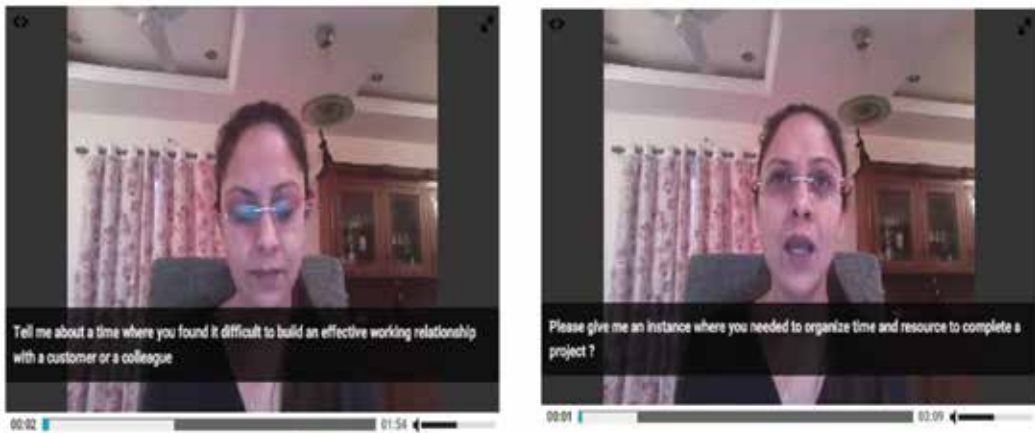 Tell me about a time where you found it difficult to build an effective working relationship
with a customer or a colleague
00:02
01:54
Please give me an instance where you needed to organize time and resource to complete a
project ?
00:01
03:09